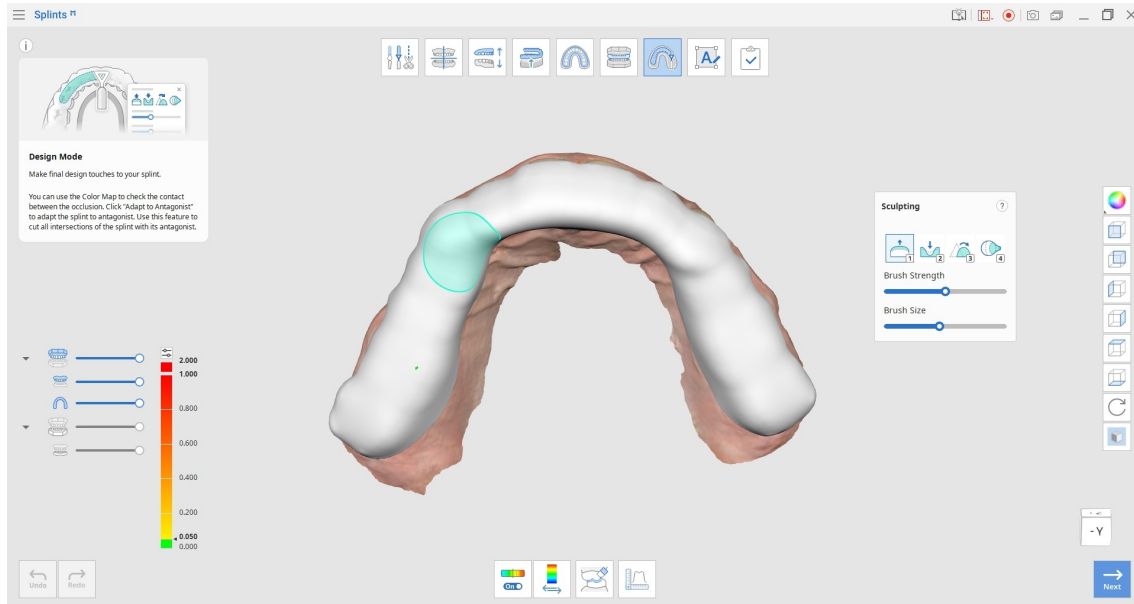 Splints
Design Mode
Make final design touches to your splint.
You can use the Color Map to check the contact
between the occlusion. Click "Adapt to Antagonist"
to adapt the splint to antagonist. Use this feature to
cut all intersections of the splint with its antagonist.
A
Sculpting
?
1
2
3
4
Brush Strength
Brush Size
2.000
1.000
0.800
0.600
0.400
0.200
0.050
0.000
- Y
Undo
Redo
On
Next